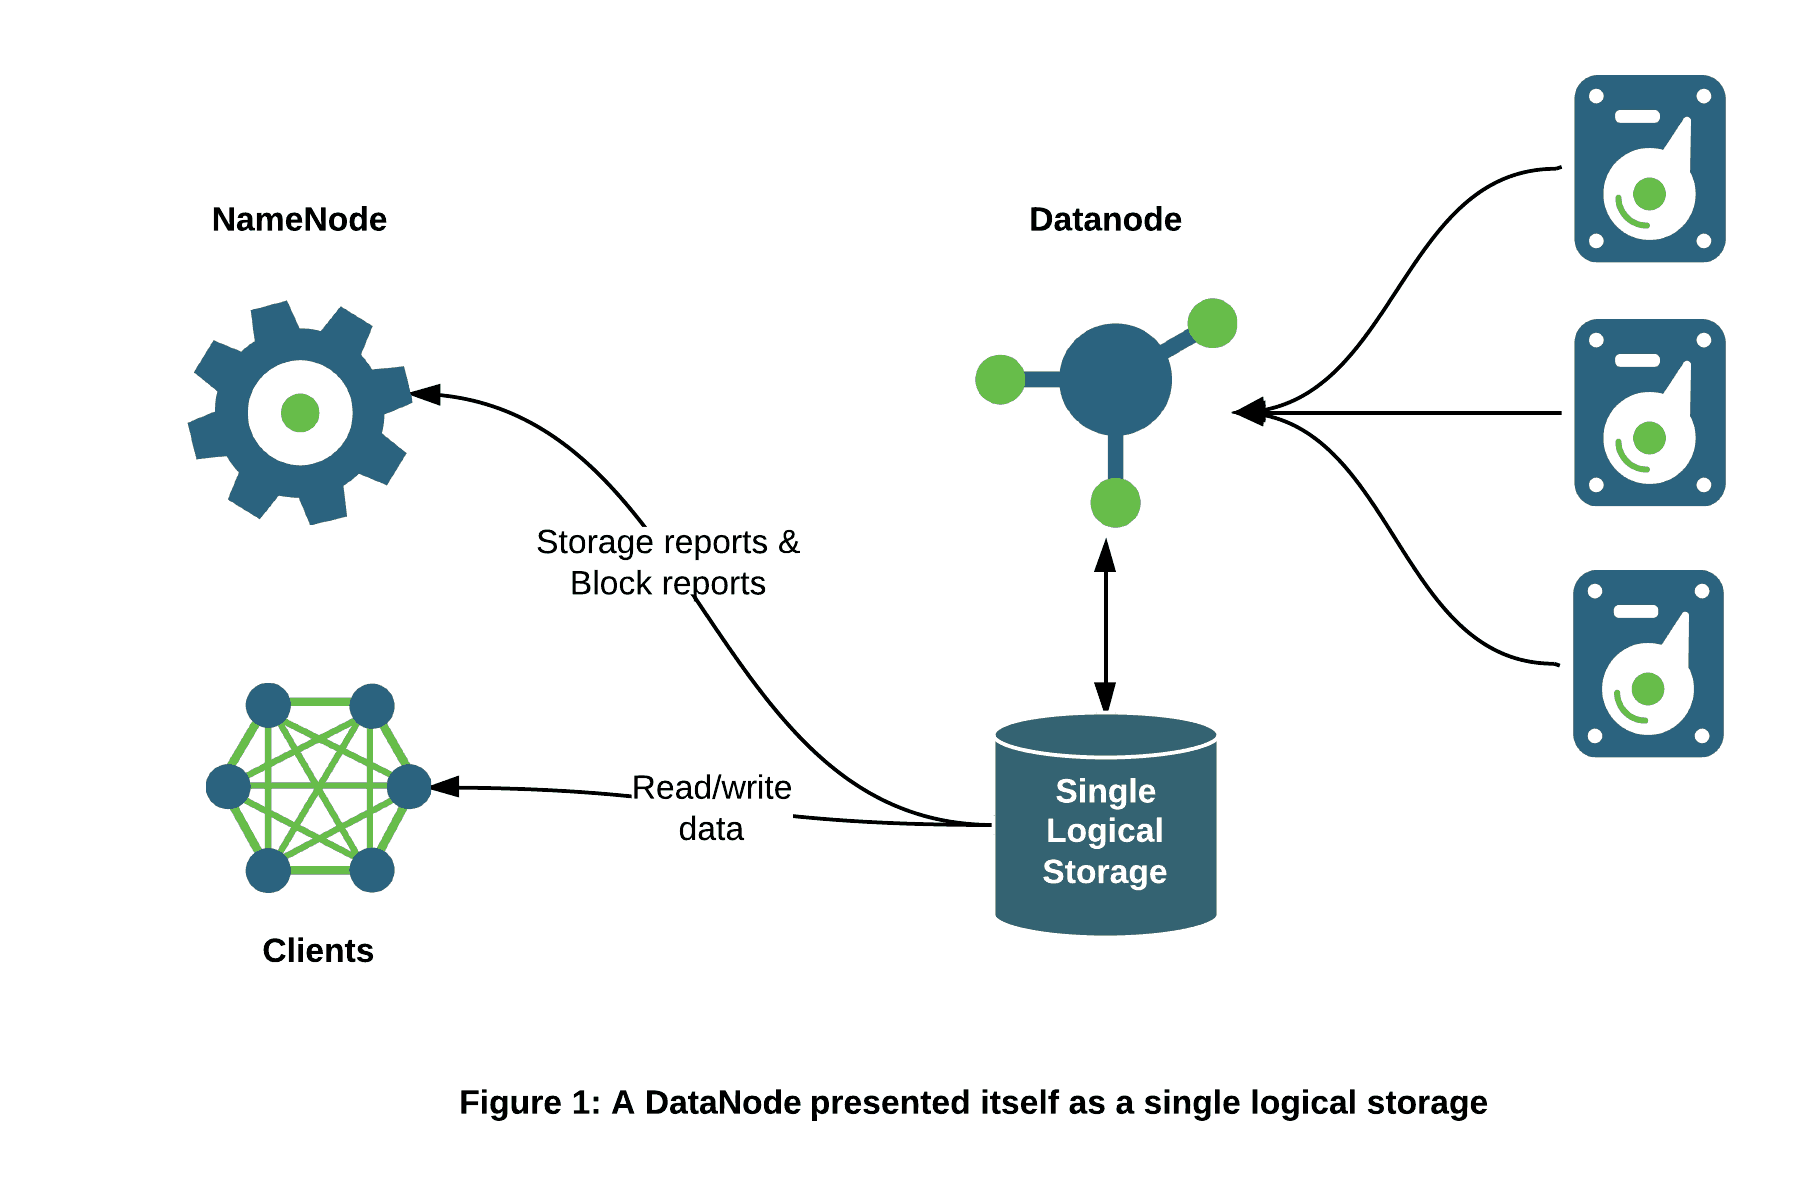 NameNode
Datanode
Storage reports &
Block reports
Read/write
data
Single
Logical
Storage
Clients
Figure 1: A DataNode presented itself as a single logical storage